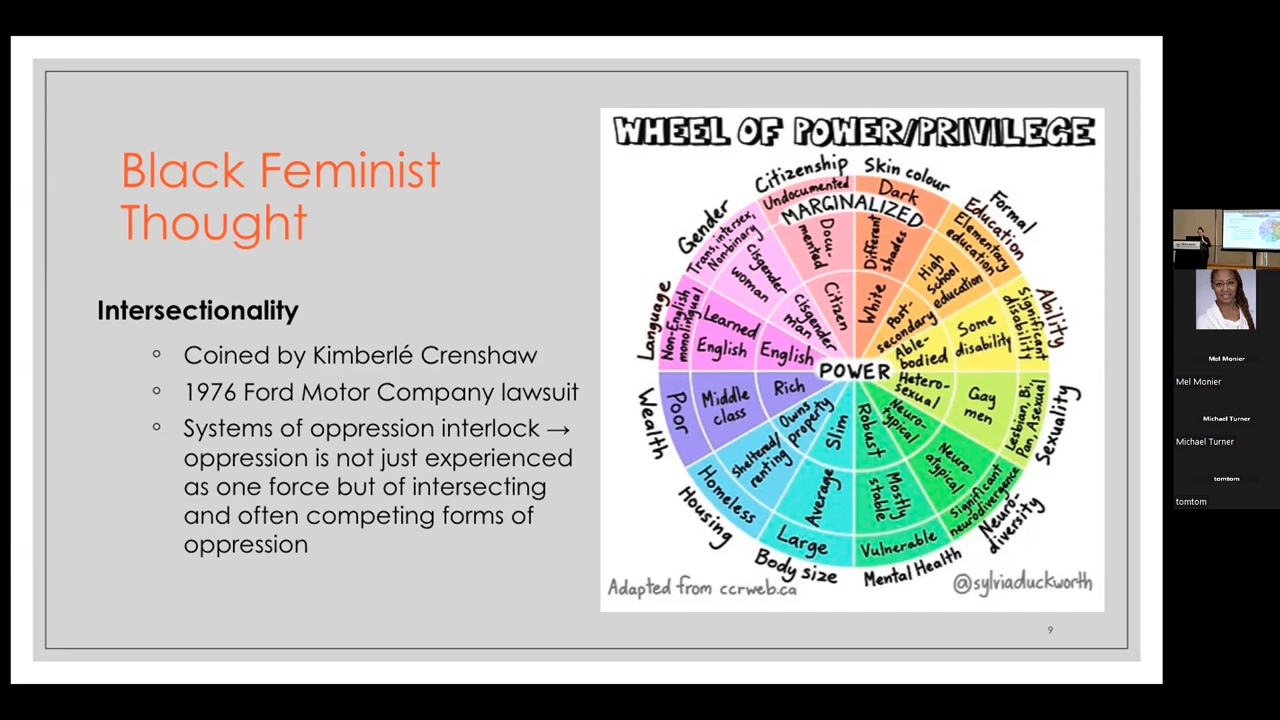 Black Feminist
Thought
Intersectionality
Coined by Kimberlé Crenshaw
1976 Ford Motor Company lawsuit
Systems of oppression interlock →
oppression is not just experienced
as one force but of intersecting
and often competing forms of
oppression
WHEEL OF POWER/PRIVILEGE
Citizenship
Undocumented
Docu-
mented
Citizen
Skin colour
Dark
Different
shades
White
MARGINALIZED
Formal
Education
Elementary
education
High
school
education
Post-
secondary
Ability
Significant
disability
Some
disability
Able-
bodied
Sexuality
Lesbian, Bi,
Pan, Asexual
Gay
men
Hetero-
sexual
Neuro-
diversity
Significant
neurodivergence
Neuro-
atypical
Neuro-
typical
Mental Health
Vulnerable
Mostly
stable
Robust
Body size
Large
Average
Slim
Housing
Homeless
Sheltered/
renting
Owns
property
Wealth
Poor
Middle
class
Rich
Language
Non-English
monolingual
Learned
English
English
Gender
Trans, intersex,
Nonbinary
Cisgender
woman
Cisgender
man
POWER
Adapted from ccrweb.ca
@sylviaduckworth
9
Mel Monier
Mel Monier
Michael Turner
Michael Turner
tomtom
tomtom